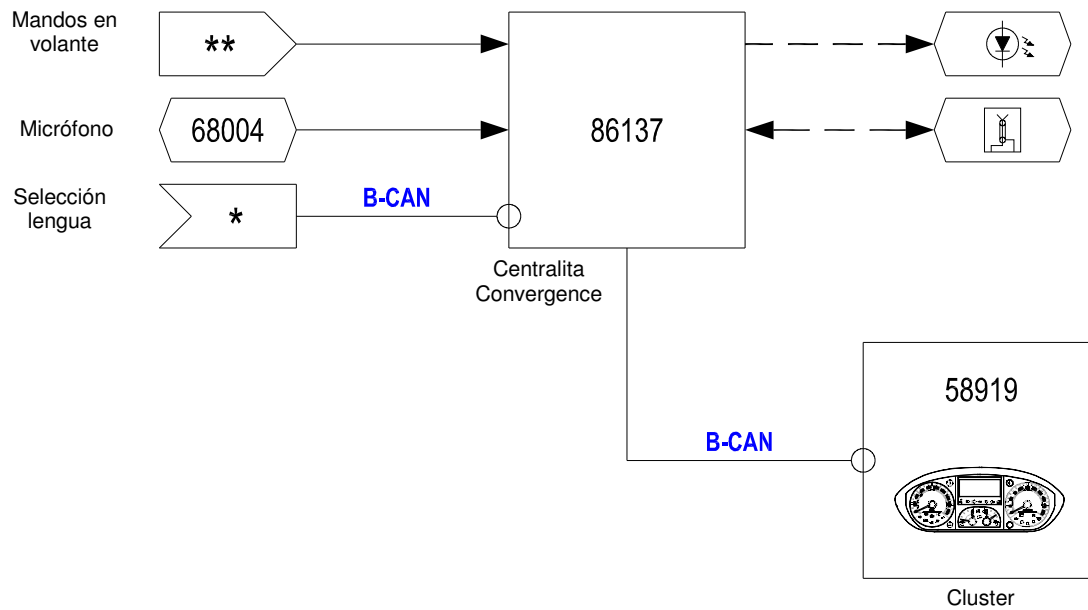 Mandos en
volante
**
Micrófono
68004
Selección
lengua
*
B-CAN
86137
Centralita
Convergence
B-CAN
58919
Cluster